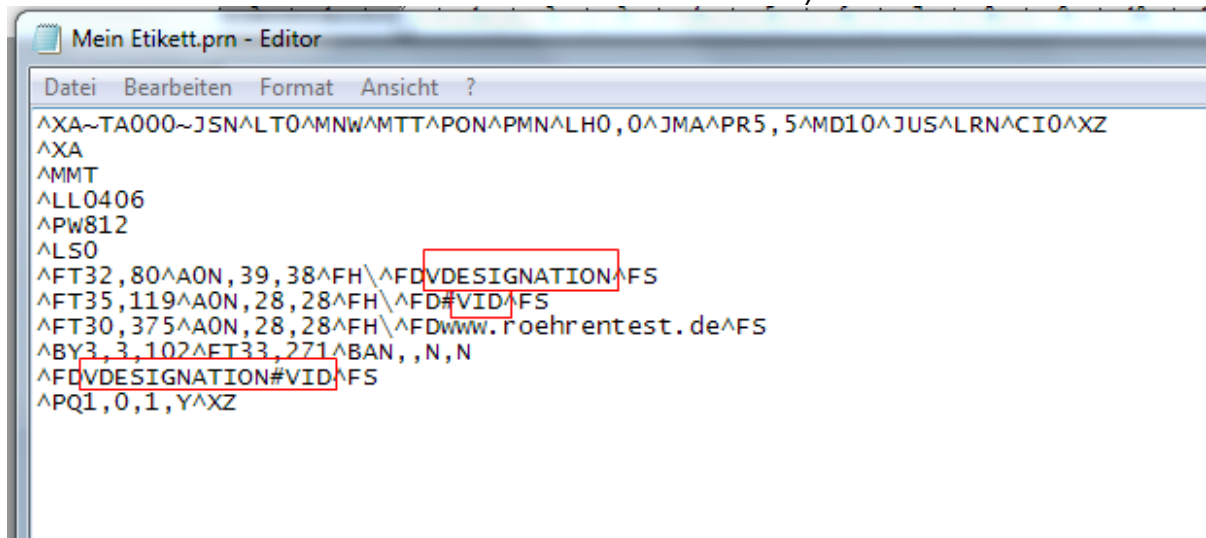 Mein Etikett.prn - Editor
Datei Bearbeiten Format Ansicht ?
^XA~TA000~JSN^LT0^MNW^MTT^PON^PMN^LH0,0^JMA^PR5,5^MD10^JUS^LRN^CI0^XZ
^XA
^MMT
^LL0406
^PW812
^LS0
^FT32,80^A0N,39,38^FH\^FDVDESIGNATION^FS
^FT35,119^A0N,28,28^FH\^FD#VID^FS
^FT30,375^A0N,28,28^FH\^FDwww.roehrentest.de^FS
^BY3,3,102^FT33,271^BAN,,N,N
^FDVDESIGNATION#VID^FS
^PQ1,0,1,Y^XZ